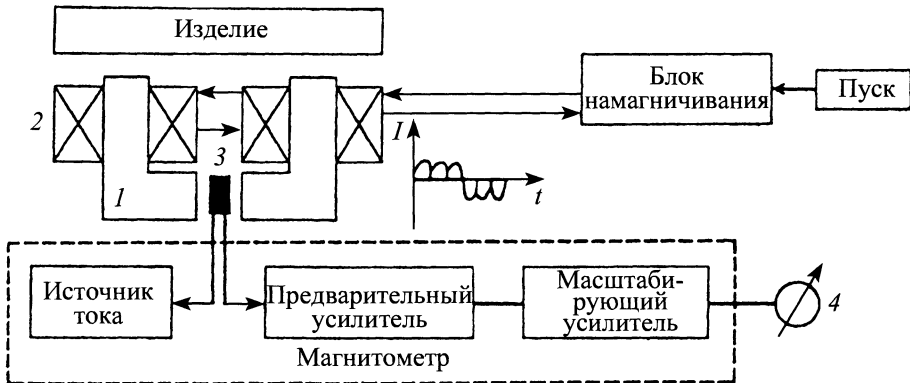 Изделие
Блок
намагничивания
Пуск
2
3
I
1
t
Источник
тока
Предварительный
усилитель
Масштаби-
рующий
усилитель
4
Магнитометр